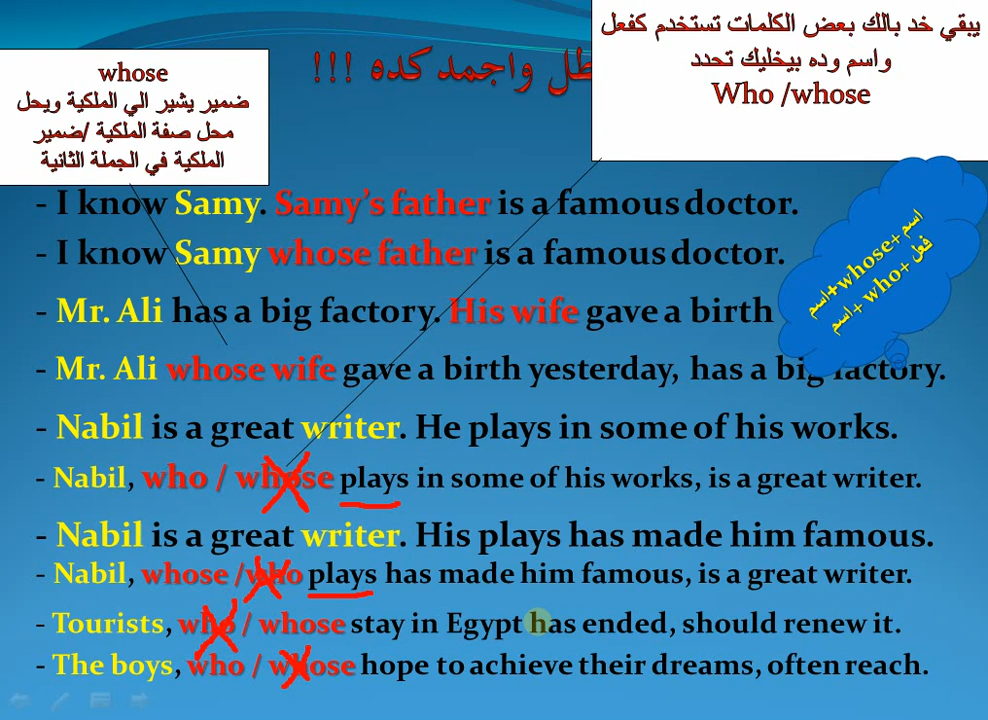 يبقي خد بالك بعض الكلمات تستخدم كفعل
واسم وده بيخليك تحدد
Who /whose
واجمد كده !!!
whose
ضمير يشير الي الملكية ويحل
محل صفة الملكية /ضمير
الملكية في الجملة الثانية
- I know Samy. Samy's father is a famous doctor.
- I know Samy whose father is a famous doctor.
اسم+whose+اسم
اسم+ who+ فعل
- Mr. Ali has a big factory. His wife gave a birth
- Mr. Ali whose wife gave a birth yesterday, has a big factory.
- Nabil is a great writer. He plays in some of his works.
- Nabil, who / whose plays in some of his works, is a great writer.
- Nabil is a great writer. His plays has made him famous.
- Nabil, whose /who plays has made him famous, is a great writer.
- Tourists, who / whose stay in Egypt has ended, should renew it.
- The boys, who / whose hope to achieve their dreams, often reach.